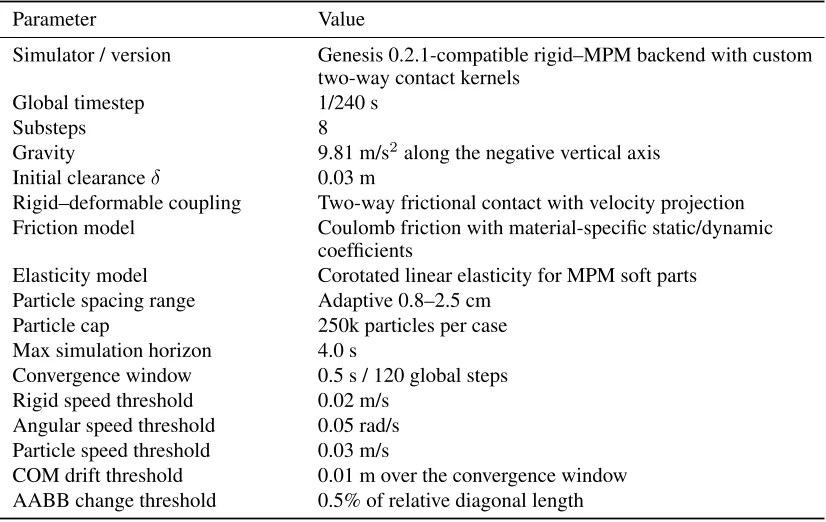 Parameter Value
Simulator / version Genesis 0.2.1-compatible rigid–MPM backend with custom
two-way contact kernels
Global timestep 1/240 s
Substeps 8
Gravity 9.81 m/s² along the negative vertical axis
Initial clearance δ 0.03 m
Rigid–deformable coupling Two-way frictional contact with velocity projection
Friction model Coulomb friction with material-specific static/dynamic
coefficients
Elasticity model Corotated linear elasticity for MPM soft parts
Particle spacing range Adaptive 0.8–2.5 cm
Particle cap 250k particles per case
Max simulation horizon 4.0 s
Convergence window 0.5 s / 120 global steps
Rigid speed threshold 0.02 m/s
Angular speed threshold 0.05 rad/s
Particle speed threshold 0.03 m/s
COM drift threshold 0.01 m over the convergence window
AABB change threshold 0.5% of relative diagonal length